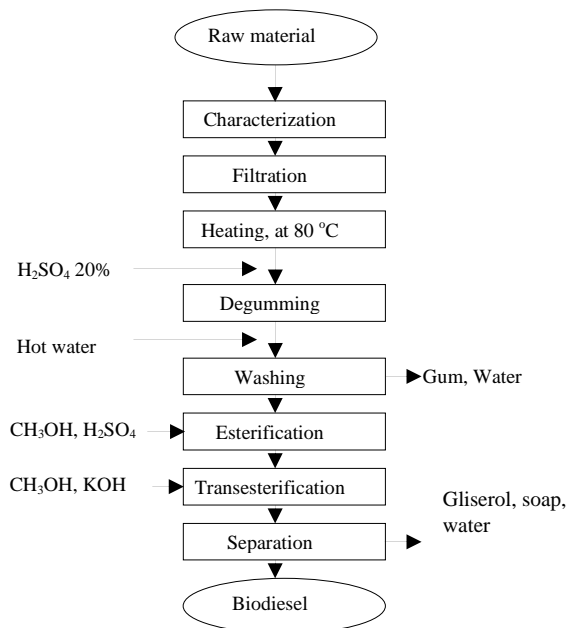 Raw material
Characterization
Filtration
Heating, at 80 °C
H₂SO₄ 20%
Degumming
Hot water
Washing
Gum, Water
CH₃OH, H₂SO₄
Esterification
CH₃OH, KOH
Transesterification
Gliserol, soap,
water
Separation
Biodiesel